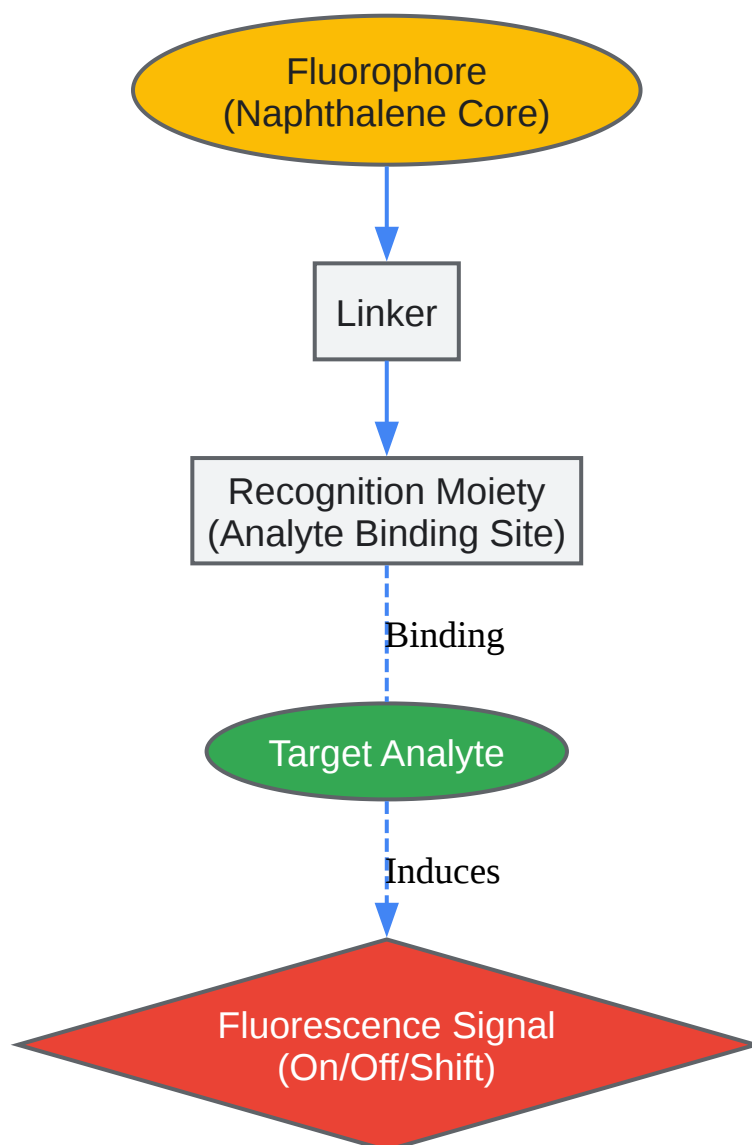 Fluorophore
(Naphthalene Core)
Linker
Recognition Moiety
(Analyte Binding Site)
Binding
Target Analyte
Induces
Fluorescence Signal
(On/Off/Shift)